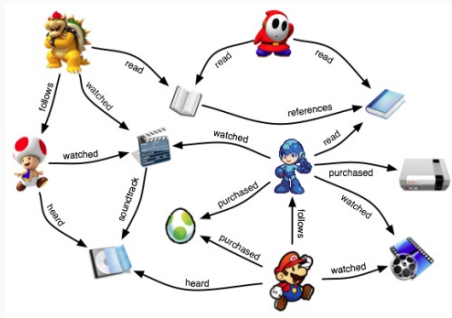 read
read
read
follows
watched
references
watched
read
watched
purchased
soundtrack
purchased
watched
heard
follows
purchased
watched
heard